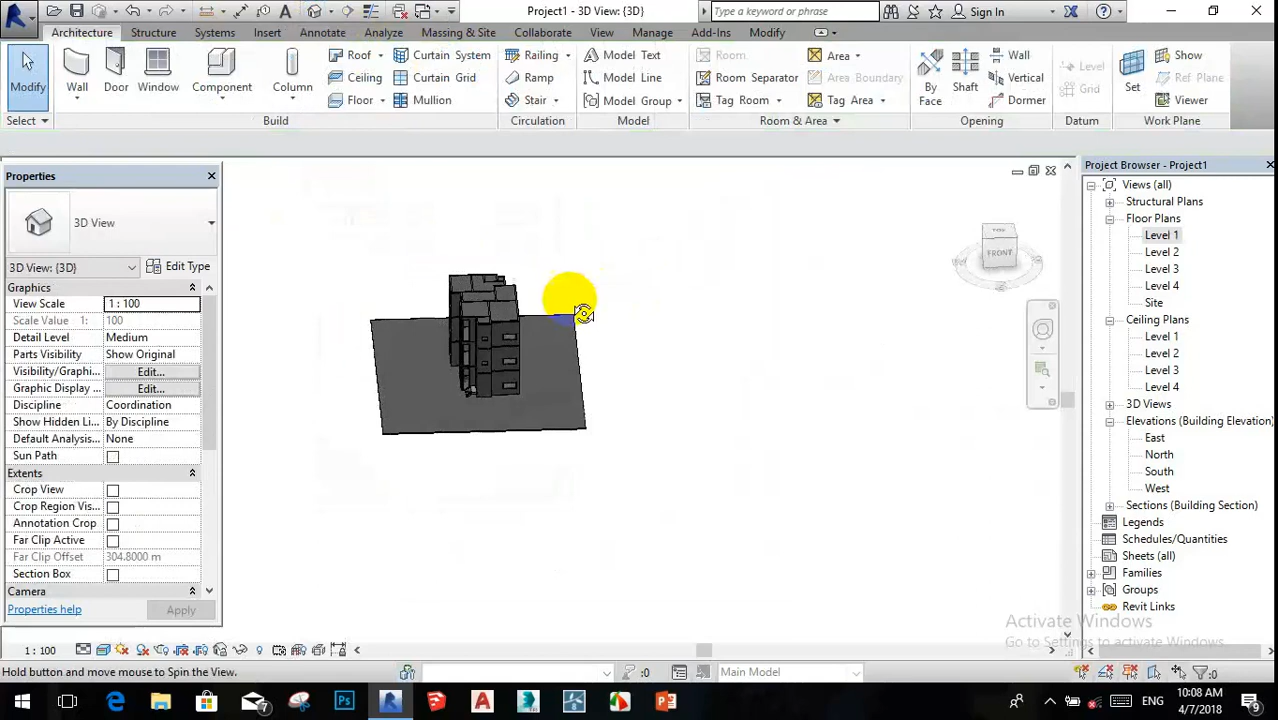 Project1 - 3D View: {3D}
Type a keyword or phrase
Sign In
Architecture Structure Systems Insert Annotate Analyze Massing & Site Collaborate View Manage Add-Ins Modify
Modify
Wall
Door
Window
Component
Column
Roof
Ceiling
Floor
Curtain System
Curtain Grid
Mullion
Railing
Ramp
Stair
Model Text
Model Line
Model Group
Room
Room Separator
Tag Room
Area
Area Boundary
Tag Area
By
Face
Shaft
Wall
Vertical
Dormer
Level
Grid
Set
Show
Ref Plane
Viewer
Select Build Circulation Model Room & Area Opening Datum Work Plane
Properties
3D View
3D View: {3D} Edit Type
Graphics
View Scale 1 : 100
Scale Value 1: 100
Detail Level Medium
Parts Visibility Show Original
Visibility/Graphi... Edit...
Graphic Display ... Edit...
Discipline Coordination
Show Hidden Li... By Discipline
Default Analysis... None
Sun Path
Extents
Crop View
Crop Region Vis...
Annotation Crop
Far Clip Active
Far Clip Offset 304.8000 m
Section Box
Camera
Properties help Apply
TOP
FRONT
Project Browser - Project1
Views (all)
Structural Plans
Floor Plans
Level 1
Level 2
Level 3
Level 4
Site
Ceiling Plans
Level 1
Level 2
Level 3
Level 4
3D Views
Elevations (Building Elevation)
East
North
South
West
Sections (Building Section)
Legends
Schedules/Quantities
Sheets (all)
Families
Groups
Revit Links
Activate Windows
Go to Settings to activate Windows.
1 : 100
Hold button and move mouse to Spin the View.
:0
Main Model
:0
7
ENG
10:08 AM
4/7/2018
9